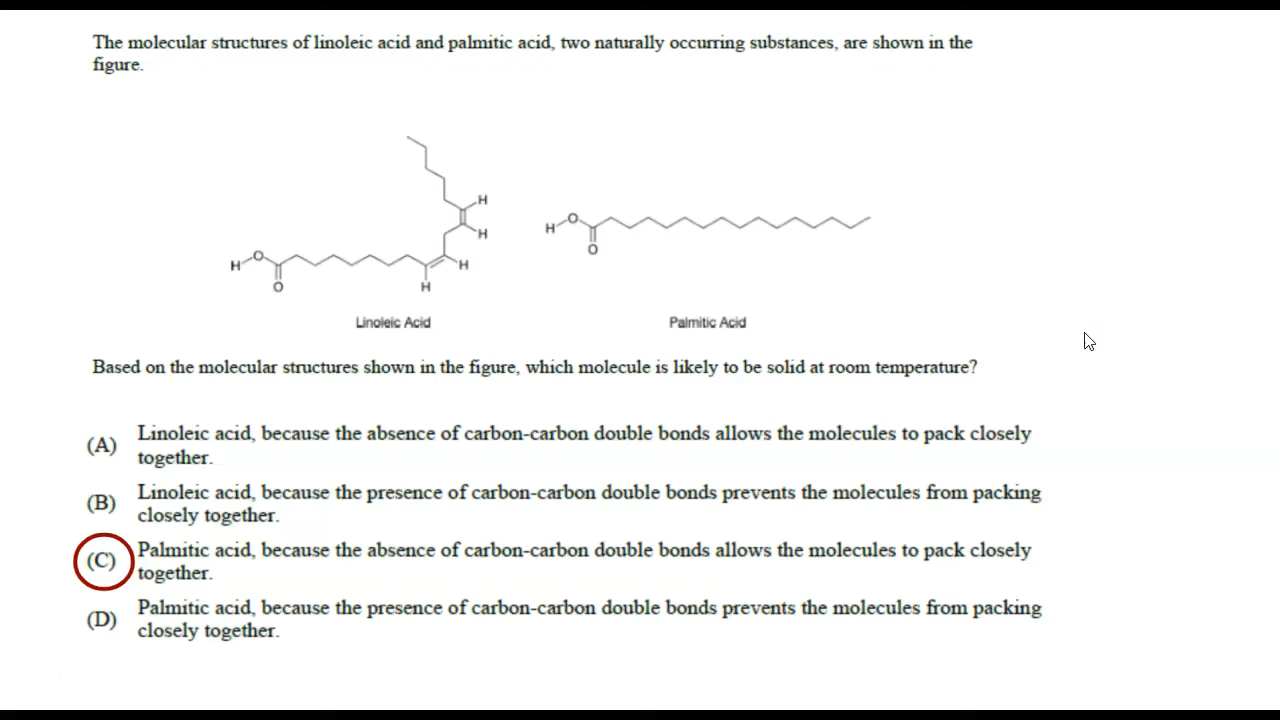 The molecular structures of linoleic acid and palmitic acid, two naturally occurring substances, are shown in the
figure.
H
O
O
H
H
H
H
Linoleic Acid
H
O
O
Palmitic Acid
Based on the molecular structures shown in the figure, which molecule is likely to be solid at room temperature?
(A) Linoleic acid, because the absence of carbon-carbon double bonds allows the molecules to pack closely
together.
(B) Linoleic acid, because the presence of carbon-carbon double bonds prevents the molecules from packing
closely together.
(C) Palmitic acid, because the absence of carbon-carbon double bonds allows the molecules to pack closely
together.
(D) Palmitic acid, because the presence of carbon-carbon double bonds prevents the molecules from packing
closely together.